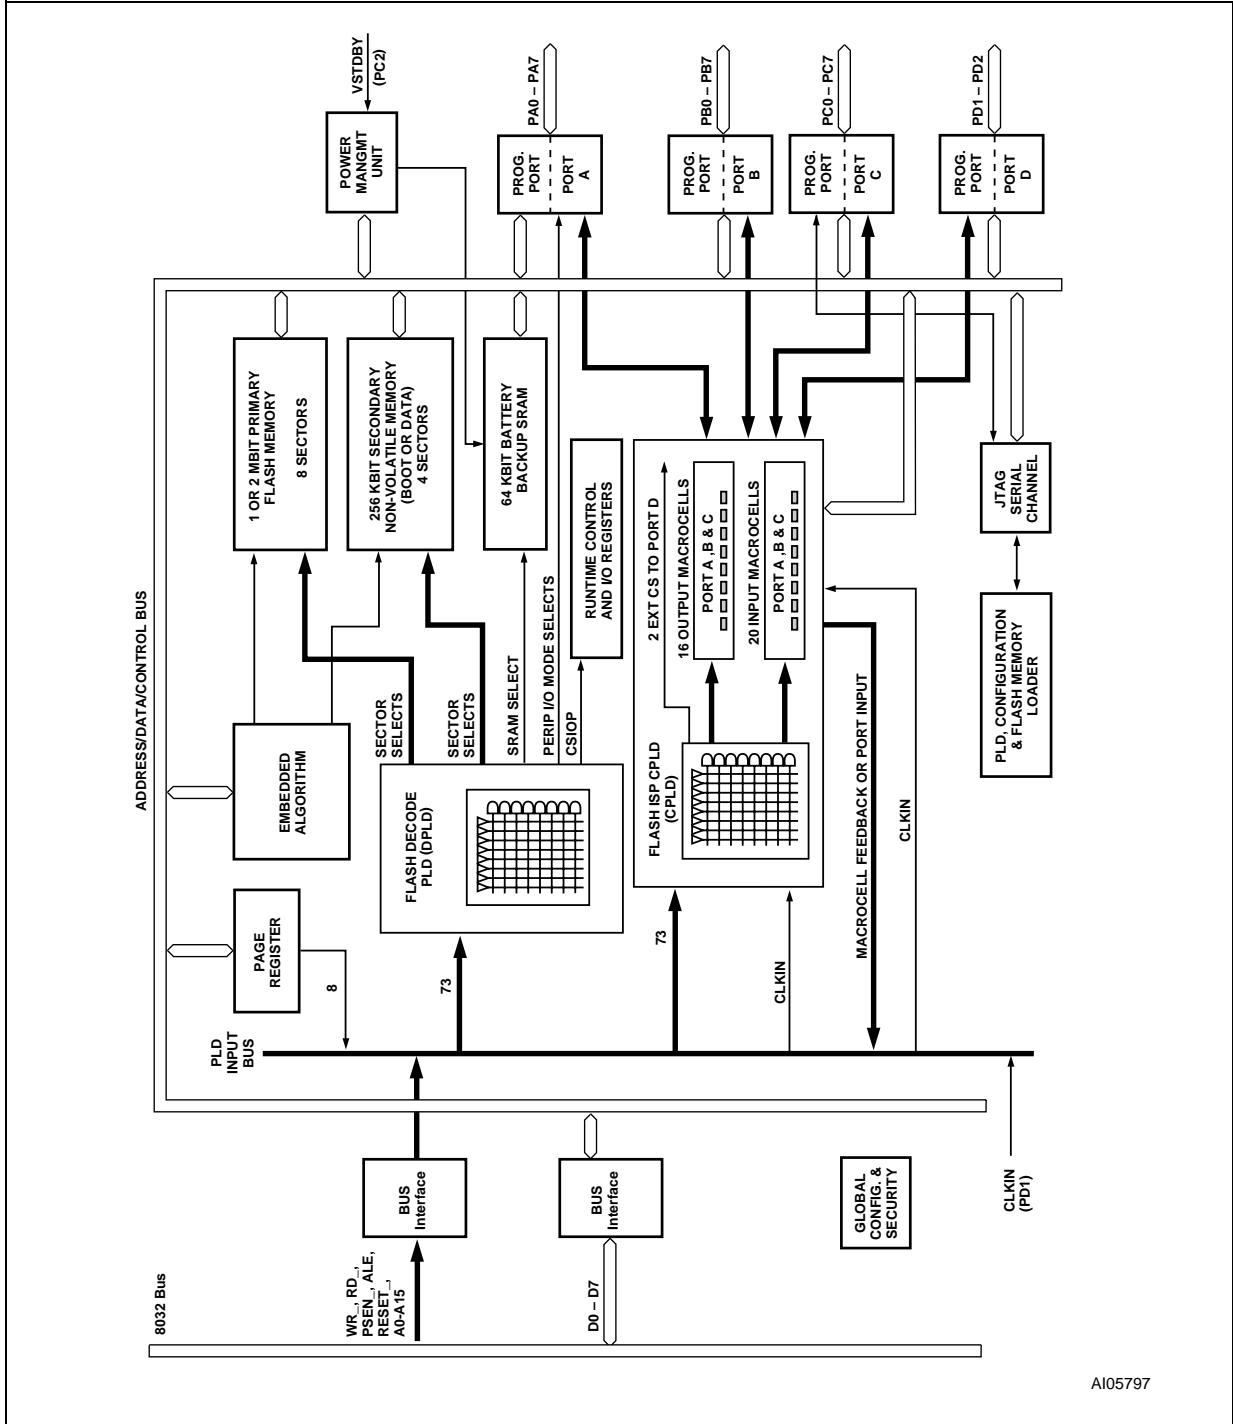 8032 Bus
WR_, RD_,
PSEN_, ALE,
RESET_,
A0-A15
D0 – D7
BUS
Interface
BUS
Interface
GLOBAL
CONFIG. &
SECURITY
CLKIN
(PD1)
PLD
INPUT
BUS
ADDRESS/DATA/CONTROL BUS
PAGE
REGISTER
8
73
73
CLKIN
EMBEDDED
ALGORITHM
FLASH DECODE
PLD (DPLD)
FLASH ISP CPLD
(CPLD)
MACROCELL FEEDBACK OR PORT INPUT
CLKIN
SECTOR
SELECTS
SECTOR
SELECTS
SRAM SELECT
PERIP I/O MODE SELECTS
CSIOP
1 OR 2 MBIT PRIMARY
FLASH MEMORY
8 SECTORS
256 KBIT SECONDARY
NON-VOLATILE MEMORY
(BOOT OR DATA)
4 SECTORS
64 KBIT BATTERY
BACKUP SRAM
RUNTIME CONTROL
AND I/O REGISTERS
2 EXT CS TO PORT D
16 OUTPUT MACROCELLS
PORT A ,B & C
20 INPUT MACROCELLS
PORT A ,B & C
JTAG
SERIAL
CHANNEL
PLD, CONFIGURATION
& FLASH MEMORY
LOADER
VSTDBY
(PC2)
POWER
MANGMT
UNIT
PA0 – PA7
PROG.
PORT
PORT
A
PB0 – PB7
PROG.
PORT
PORT
B
PC0 – PC7
PROG.
PORT
PORT
C
PD1 – PD2
PROG.
PORT
PORT
D
AI05797